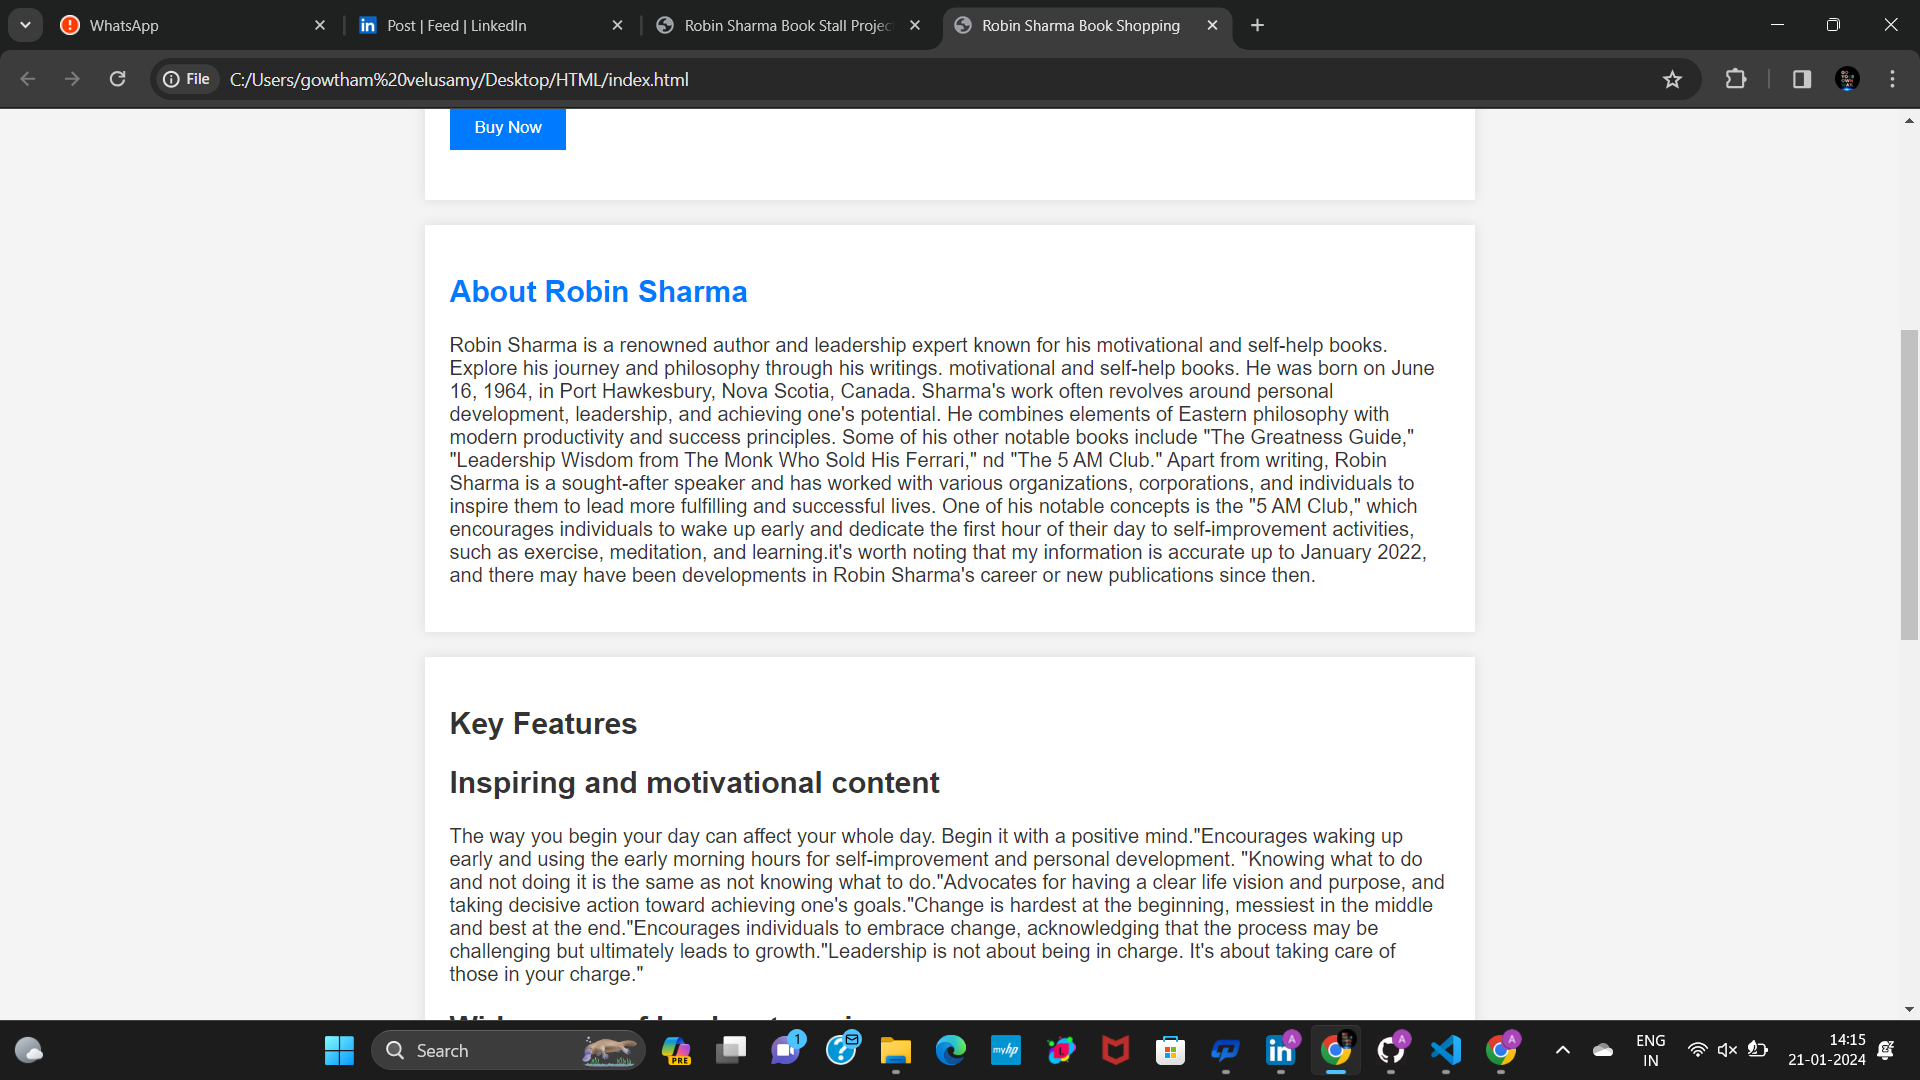 WhatsApp
Post | Feed | LinkedIn
Robin Sharma Book Stall Projec
Robin Sharma Book Shopping
File
C:/Users/gowtham%20velusamy/Desktop/HTML/index.html
Buy Now
About Robin Sharma
Robin Sharma is a renowned author and leadership expert known for his motivational and self-help books.
Explore his journey and philosophy through his writings. motivational and self-help books. He was born on June
16, 1964, in Port Hawkesbury, Nova Scotia, Canada. Sharma's work often revolves around personal
development, leadership, and achieving one's potential. He combines elements of Eastern philosophy with
modern productivity and success principles. Some of his other notable books include "The Greatness Guide,"
"Leadership Wisdom from The Monk Who Sold His Ferrari," nd "The 5 AM Club." Apart from writing, Robin
Sharma is a sought-after speaker and has worked with various organizations, corporations, and individuals to
inspire them to lead more fulfilling and successful lives. One of his notable concepts is the "5 AM Club," which
encourages individuals to wake up early and dedicate the first hour of their day to self-improvement activities,
such as exercise, meditation, and learning.it's worth noting that my information is accurate up to January 2022,
and there may have been developments in Robin Sharma's career or new publications since then.
Key Features
Inspiring and motivational content
The way you begin your day can affect your whole day. Begin it with a positive mind."Encourages waking up
early and using the early morning hours for self-improvement and personal development. "Knowing what to do
and not doing it is the same as not knowing what to do."Advocates for having a clear life vision and purpose, and
taking decisive action toward achieving one's goals."Change is hardest at the beginning, messiest in the middle
and best at the end."Encourages individuals to embrace change, acknowledging that the process may be
challenging but ultimately leads to growth."Leadership is not about being in charge. It's about taking care of
those in your charge."
Search
PRE
1
myhp
A
A
A
ENG
IN
14:15
21-01-2024